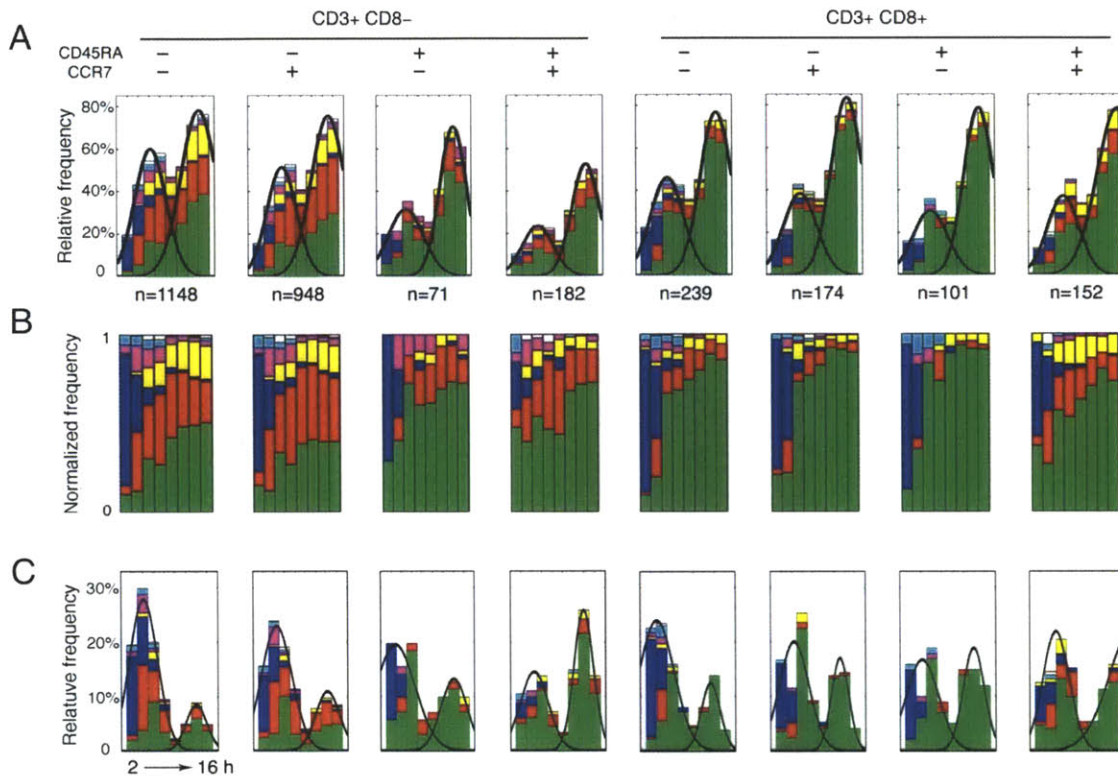 CD3+ CD8− CD3+ CD8+
A
CD45RA − − + + − − + +
CCR7 − + − + − + − +
Relative frequency
80%
60%
40%
20%
0
n=1148 n=948 n=71 n=182 n=239 n=174 n=101 n=152
B
Normalized frequency
1
0
C
Relative frequency
30%
20%
10%
0
2 → 16 h